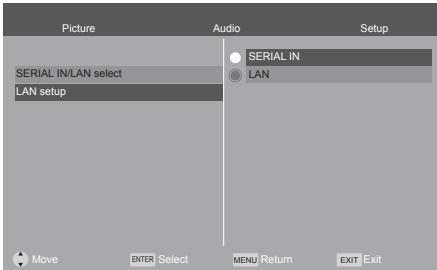 Picture Audio Setup
SERIAL IN
SERIAL IN/LAN select
LAN
LAN setup
Move ENTER Select MENU Return EXIT Exit